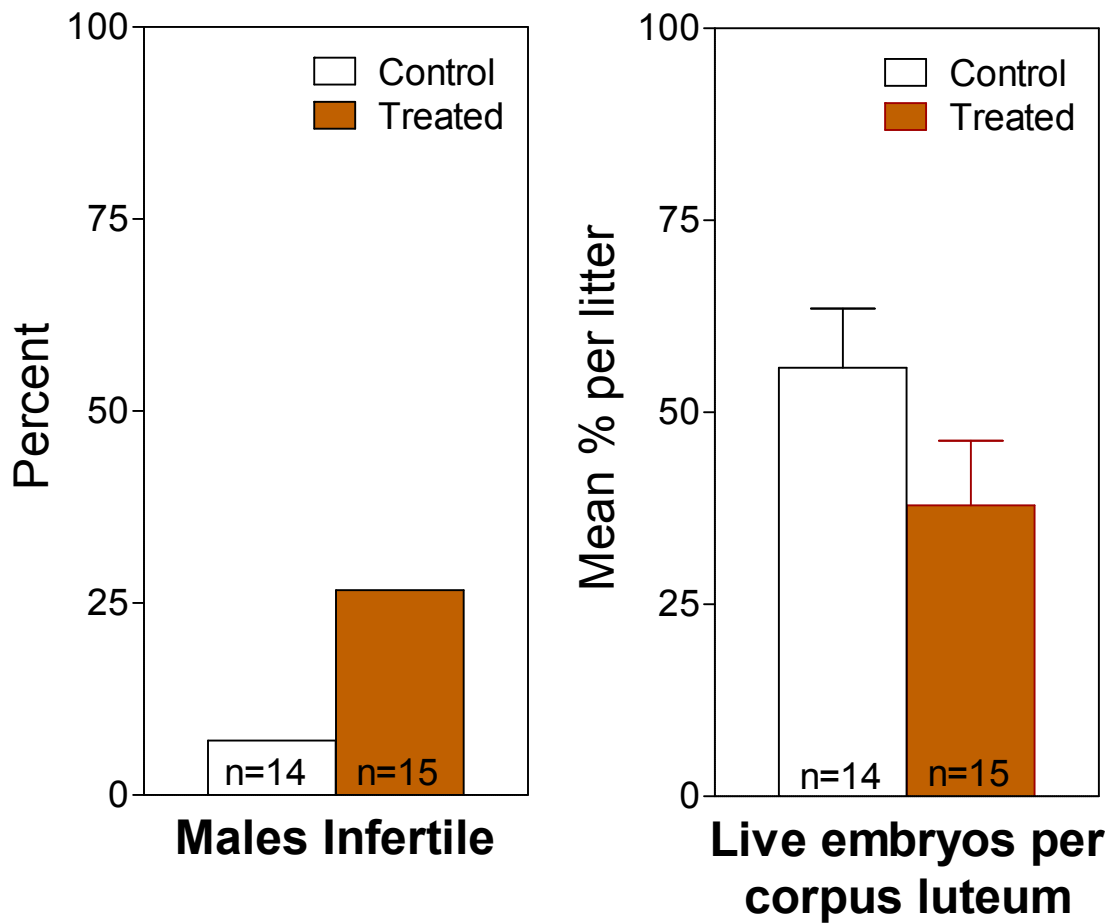 100
75
50
25
0
Percent
Control
Treated
n=14
n=15
Males Infertile
100
75
50
25
0
Mean % per litter
Control
Treated
n=14
n=15
Live embryos per
corpus luteum